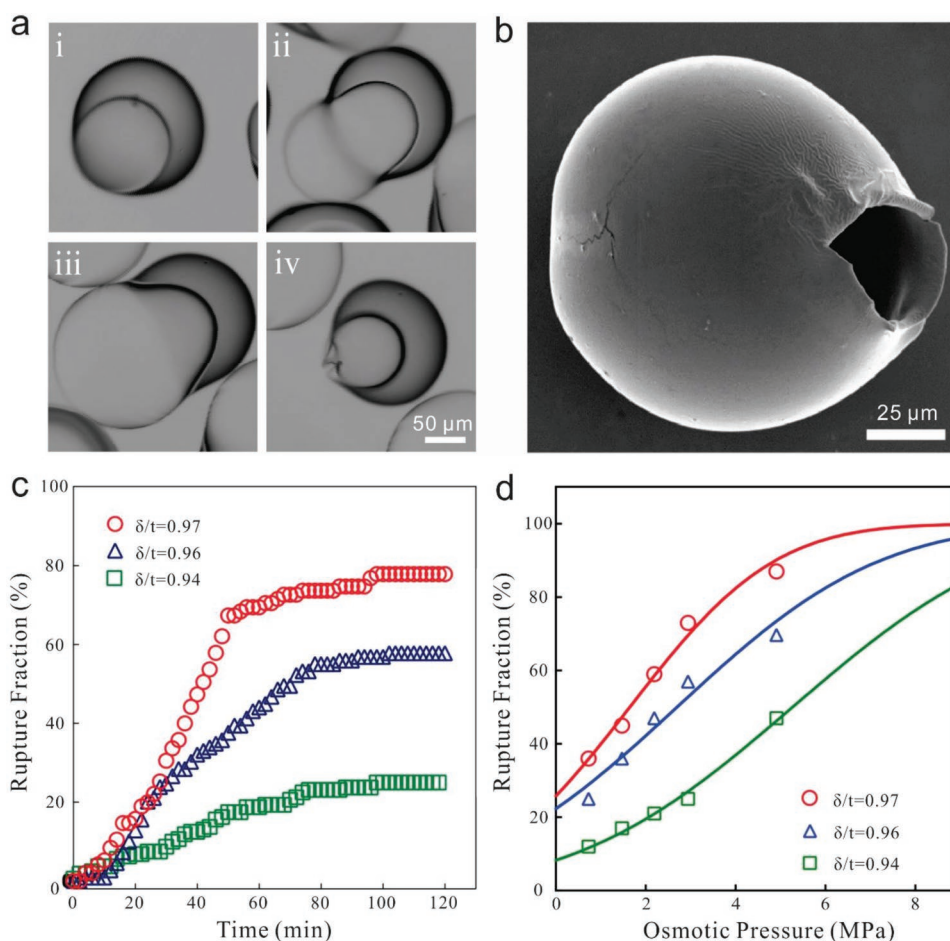 a
i
ii
iii
iv
50 µm
b
25 µm
c
Rupture Fraction (%)
100
80
60
40
20
0
δ/t=0.97
δ/t=0.96
δ/t=0.94
0 20 40 60 80 100 120
Time (min)
d
Rupture Fraction (%)
100
80
60
40
20
0
δ/t=0.97
δ/t=0.96
δ/t=0.94
0 2 4 6 8
Osmotic Pressure (MPa)